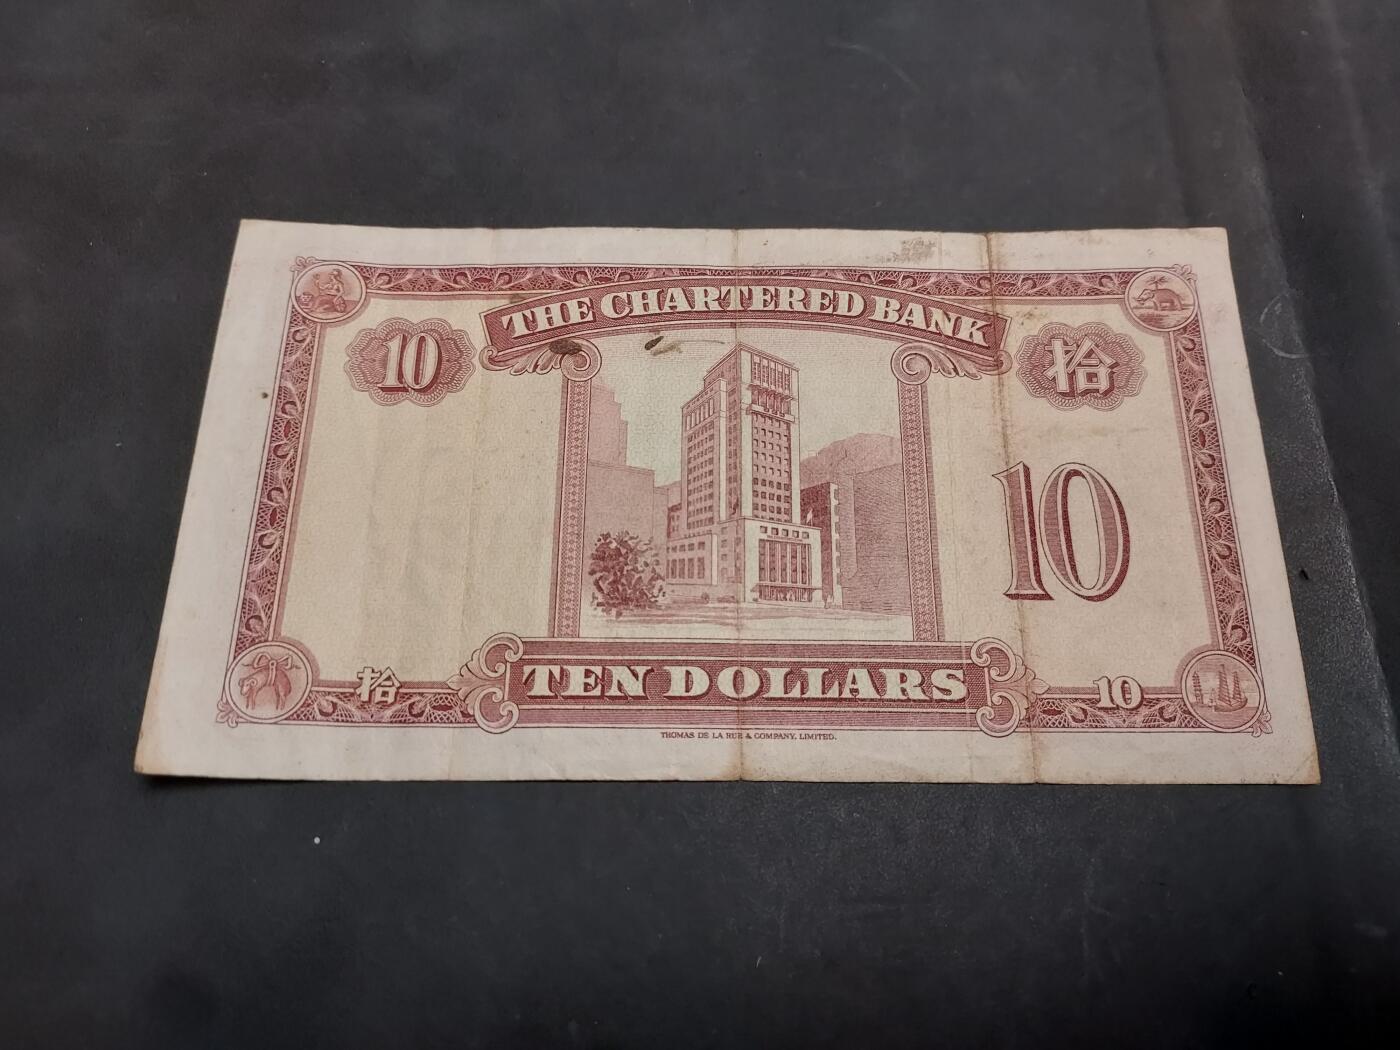 THE CHARTERED BANK
10
拾
10
拾
TEN DOLLARS
10
THOMAS DE LA RUE & COMPANY, LIMITED.